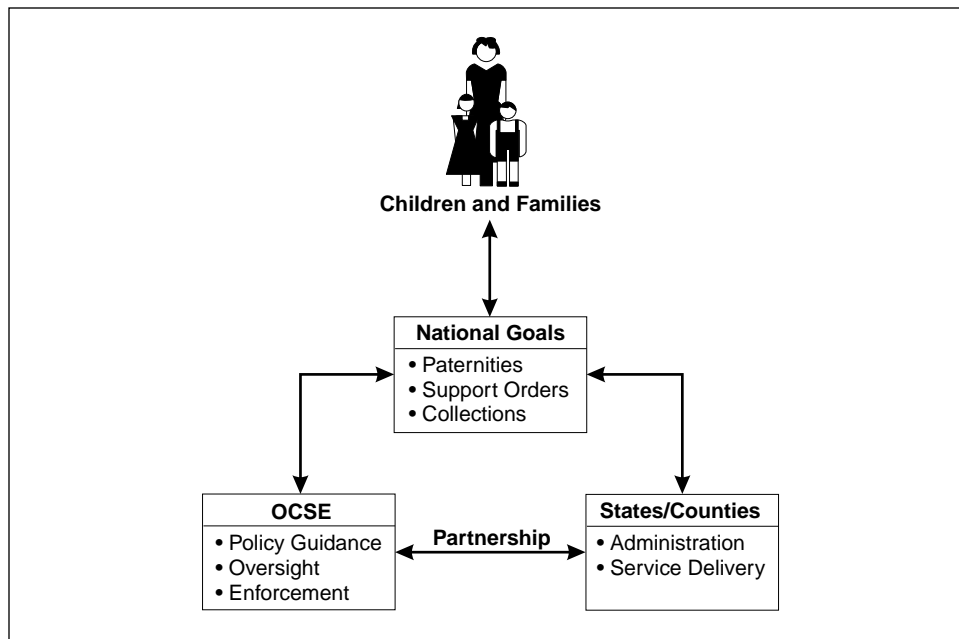 Children and Families
National Goals
• Paternities
• Support Orders
• Collections
OCSE
• Policy Guidance
• Oversight
• Enforcement
Partnership
States/Counties
• Administration
• Service Delivery